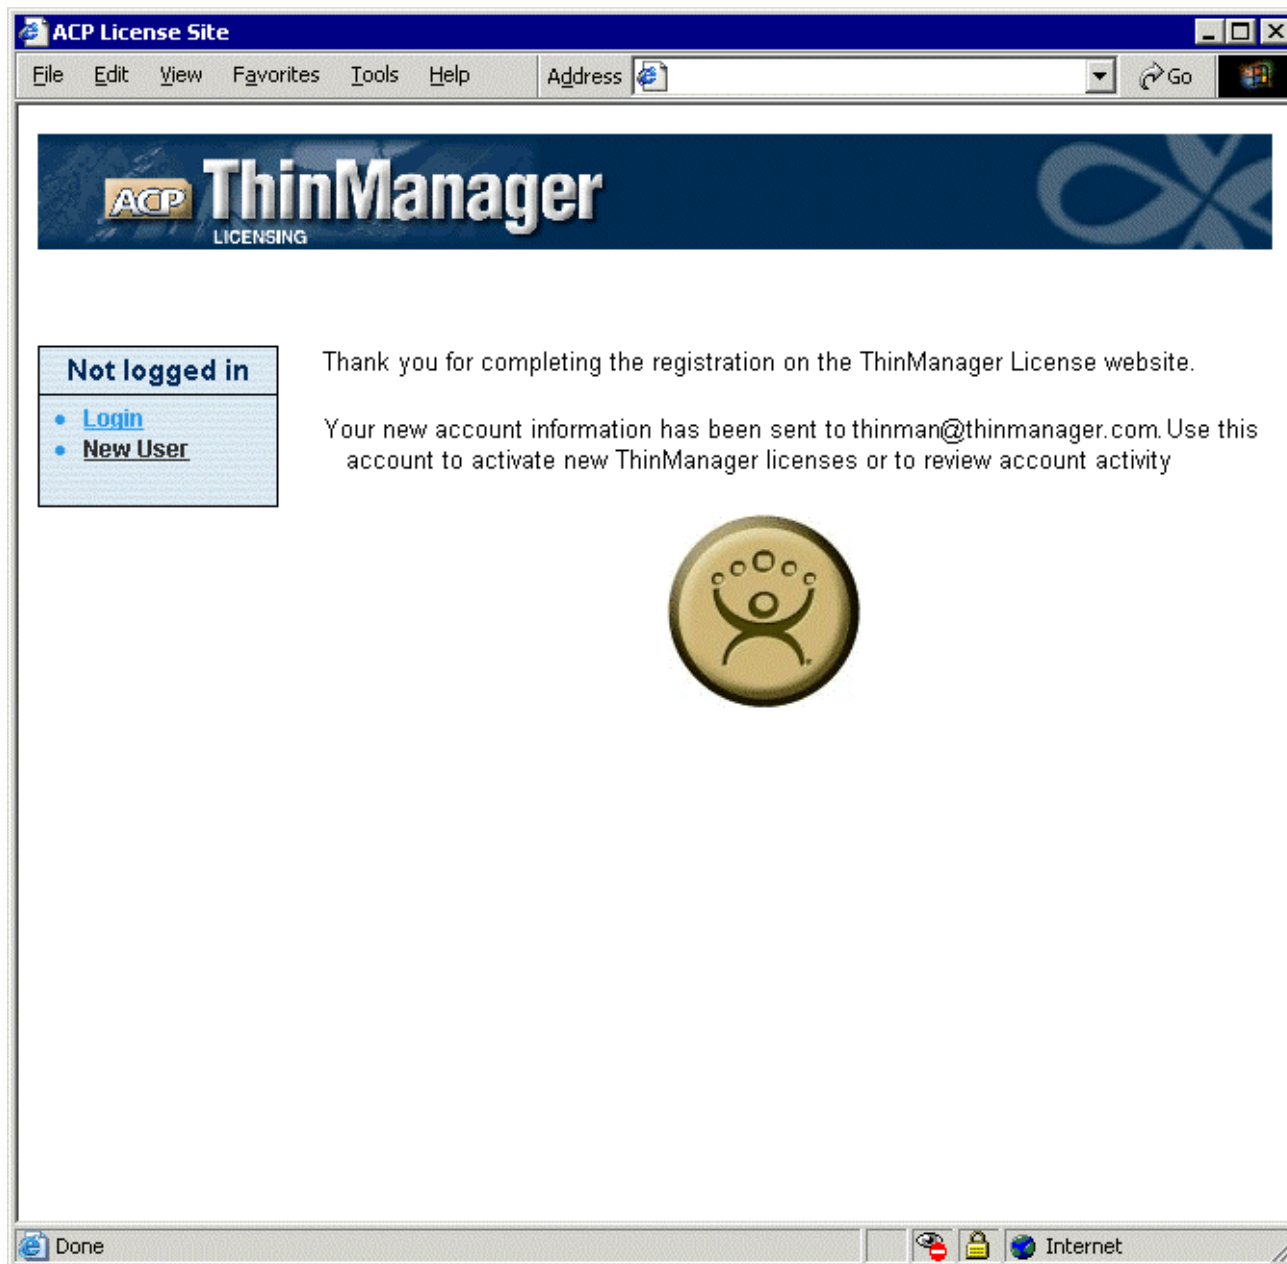 ACP License Site
File Edit View Favorites Tools Help Address Go
ACP ThinManager
LICENSING
Not logged in
Login
New User
Thank you for completing the registration on the ThinManager License website.
Your new account information has been sent to thinman@thinmanager.com. Use this
account to activate new ThinManager licenses or to review account activity
Done Internet